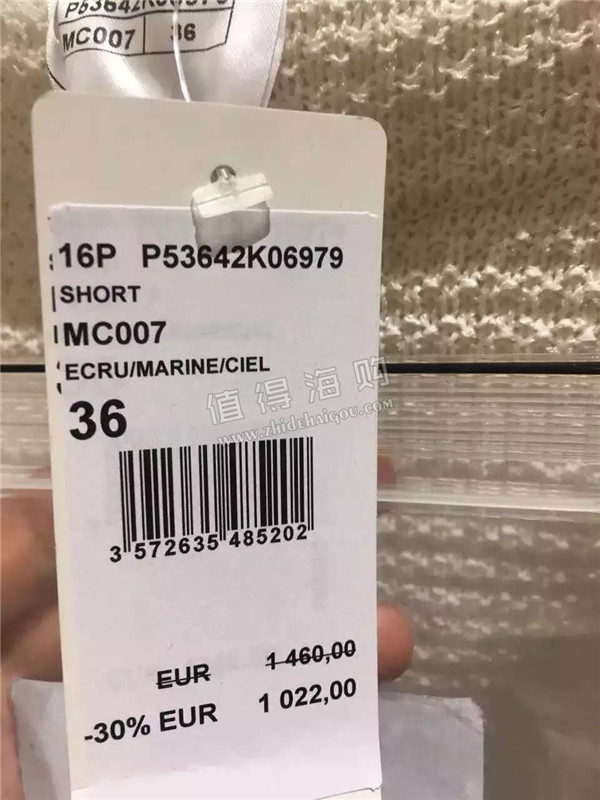 MC007 36
16P P53642K06979
SHORT
MC007
ECRU/MARINE/CIEL
36
值得海购
www.zhidehaigou.com
3 572635 485202
EUR 1 460,00
-30% EUR 1 022,00